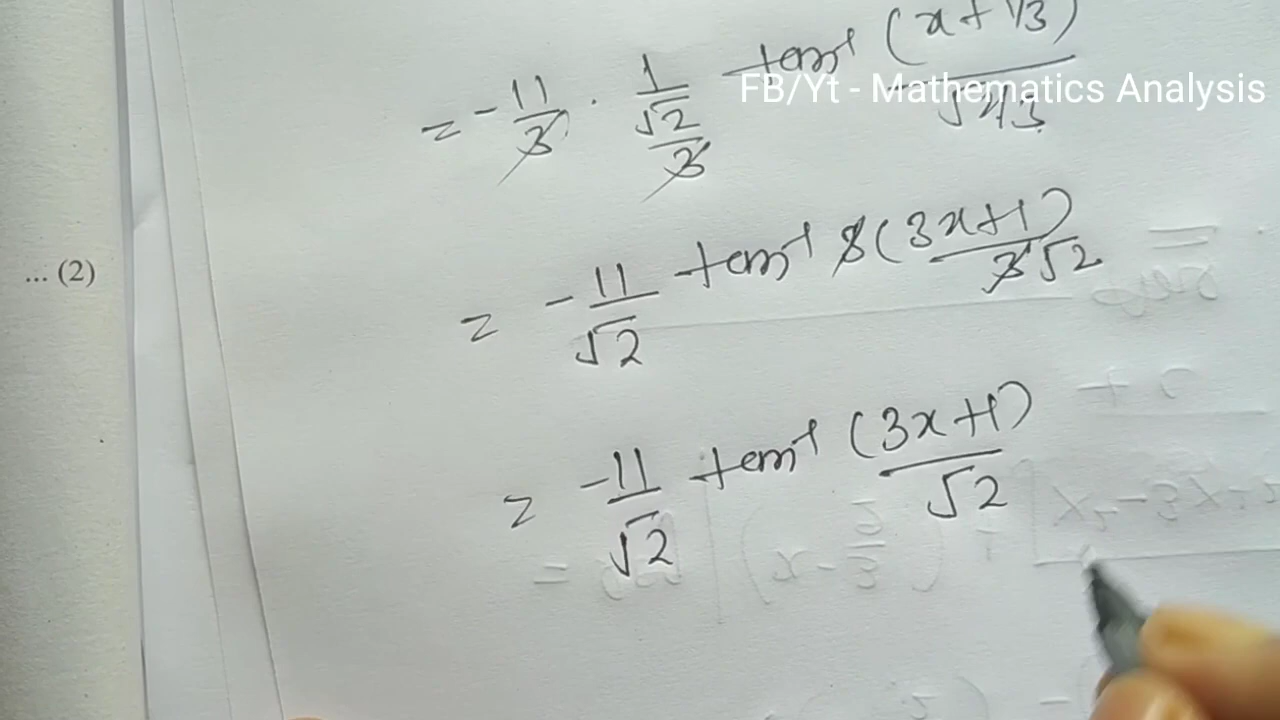 = - 11/3 · 1/(√2/3) tan⁻¹ (x + 1/3)/(√2/3)
FB/Yt - Mathematics Analysis
= - 11/√2 tan⁻¹ 3(3x+1)/(3√2)
... (2)
= -11/√2 tan⁻¹ (3x+1)/√2